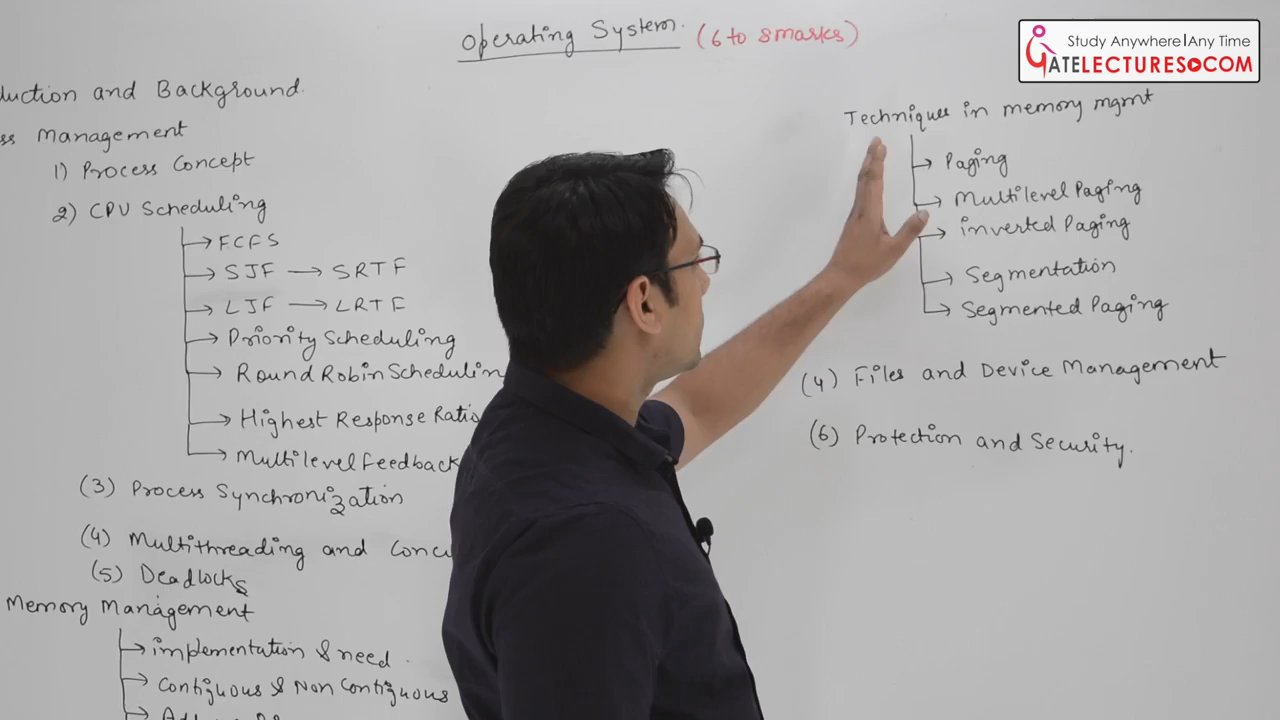 Operating System. (6 to 8 marks)
Study Anywhere|Any Time
GATELECTURES.COM
duction and Background.
ss Management
1) Process Concept
2) CPU Scheduling
FCFS
SJF → SRTF
LJF → LRTF
Priority Scheduling
Round Robin Schedulin
Highest Response Ratio
Multilevel Feedback
(3) Process Synchronization
(4) Multithreading and Concu
(5) Deadlocks
Memory Management
implementation & need.
Contiguous & Non Contiguous
Techniques in memory mgmt
Paging
Multilevel Paging
inverted Paging
Segmentation
Segmented Paging
(4) Files and Device Management
(6) Protection and Security.